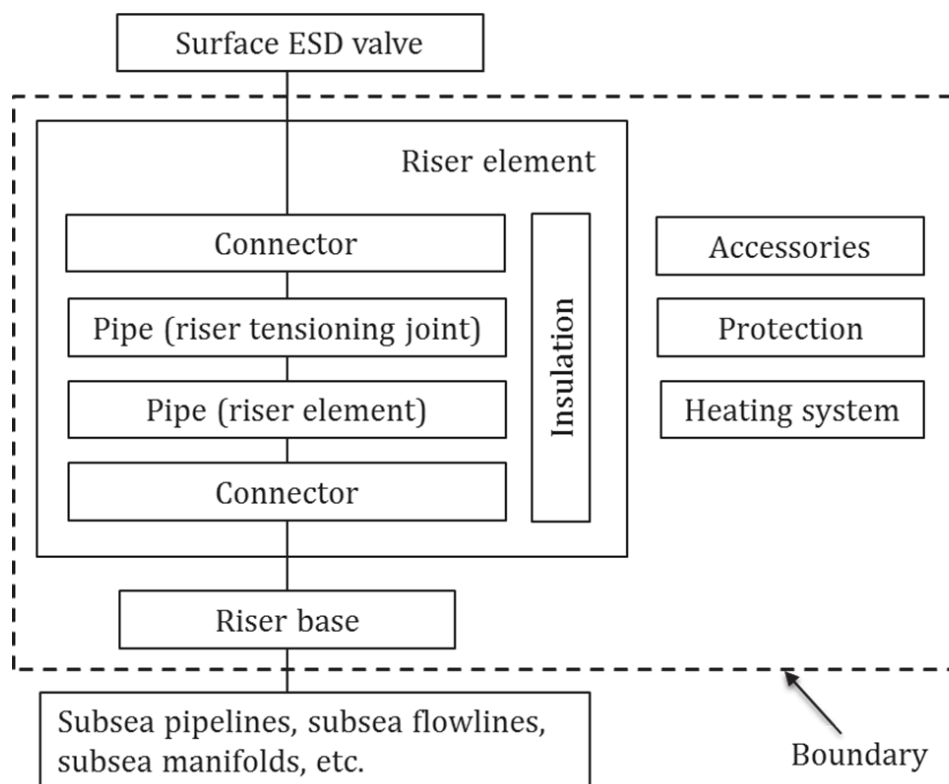 Surface ESD valve
Riser element
Connector
Pipe (riser tensioning joint)
Pipe (riser element)
Connector
Insulation
Accessories
Protection
Heating system
Riser base
Subsea pipelines, subsea flowlines,
subsea manifolds, etc.
Boundary